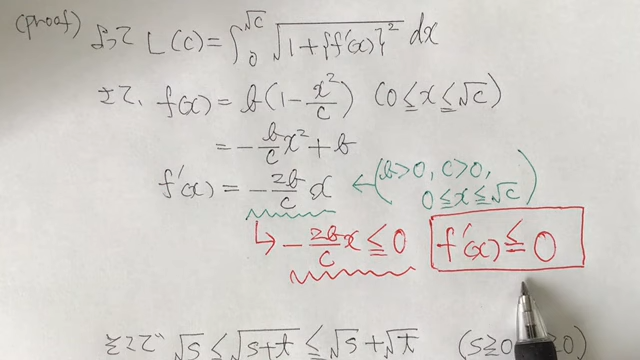 (proof) よって L(c)=∫₀^√c √(1+{f'(x)}²) dx
さて、f(x)=b(1-x²/c) (0≦x≦√c)
=-b/c x²+b
f'(x)=-2b/c x ←(b>0, c>0, 0≦x≦√c)
↳ -2b/c x≦0 f'(x)≦0
そこで √s≦√(s+t)≦√s+√t (s≧0 ≧0)